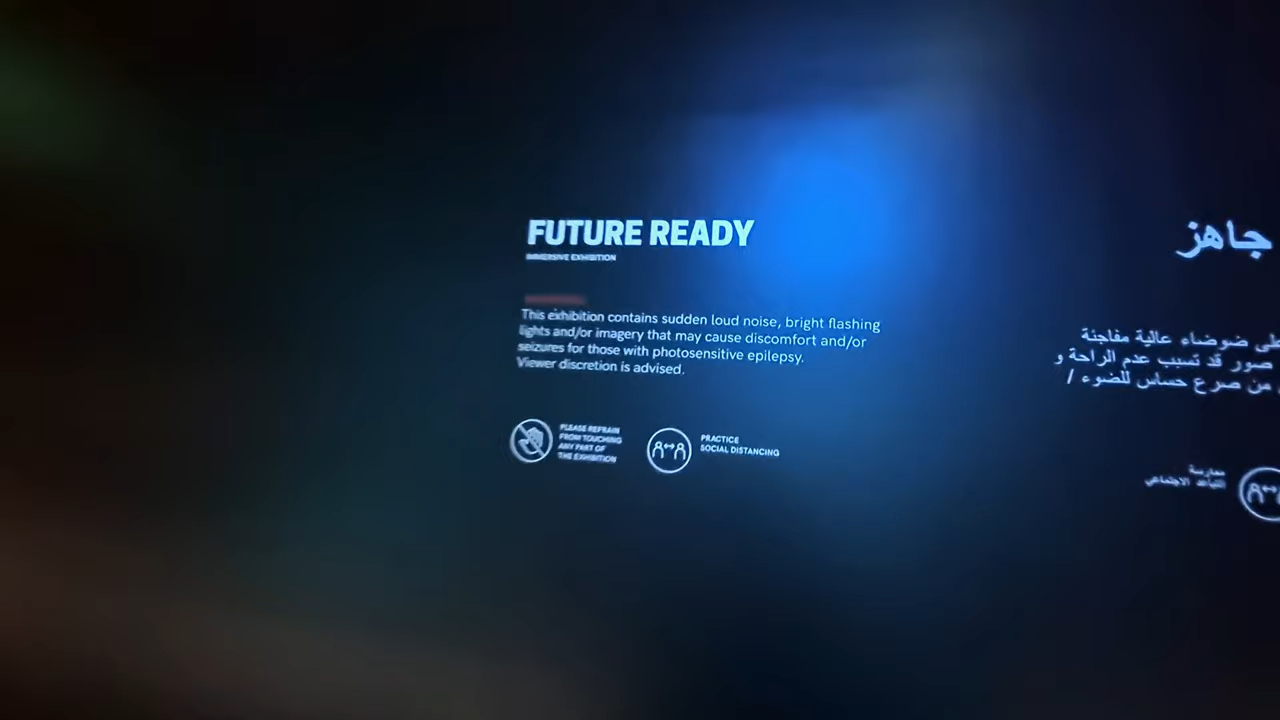 FUTURE READY
IMMERSIVE EXHIBITION
This exhibition contains sudden loud noise, bright flashing
lights and/or imagery that may cause discomfort and/or
seizures for those with photosensitive epilepsy.
Viewer discretion is advised.
PLEASE REFRAIN
FROM TOUCHING
ANY PART OF
THE EXHIBITION
PRACTICE
SOCIAL DISTANCING
جاهز
ضوضاء عالية مفاجئة
صور قد تسبب عدم الراحة و
من صرع حساس للضوء /
ممارسة
التباعد الاجتماعي